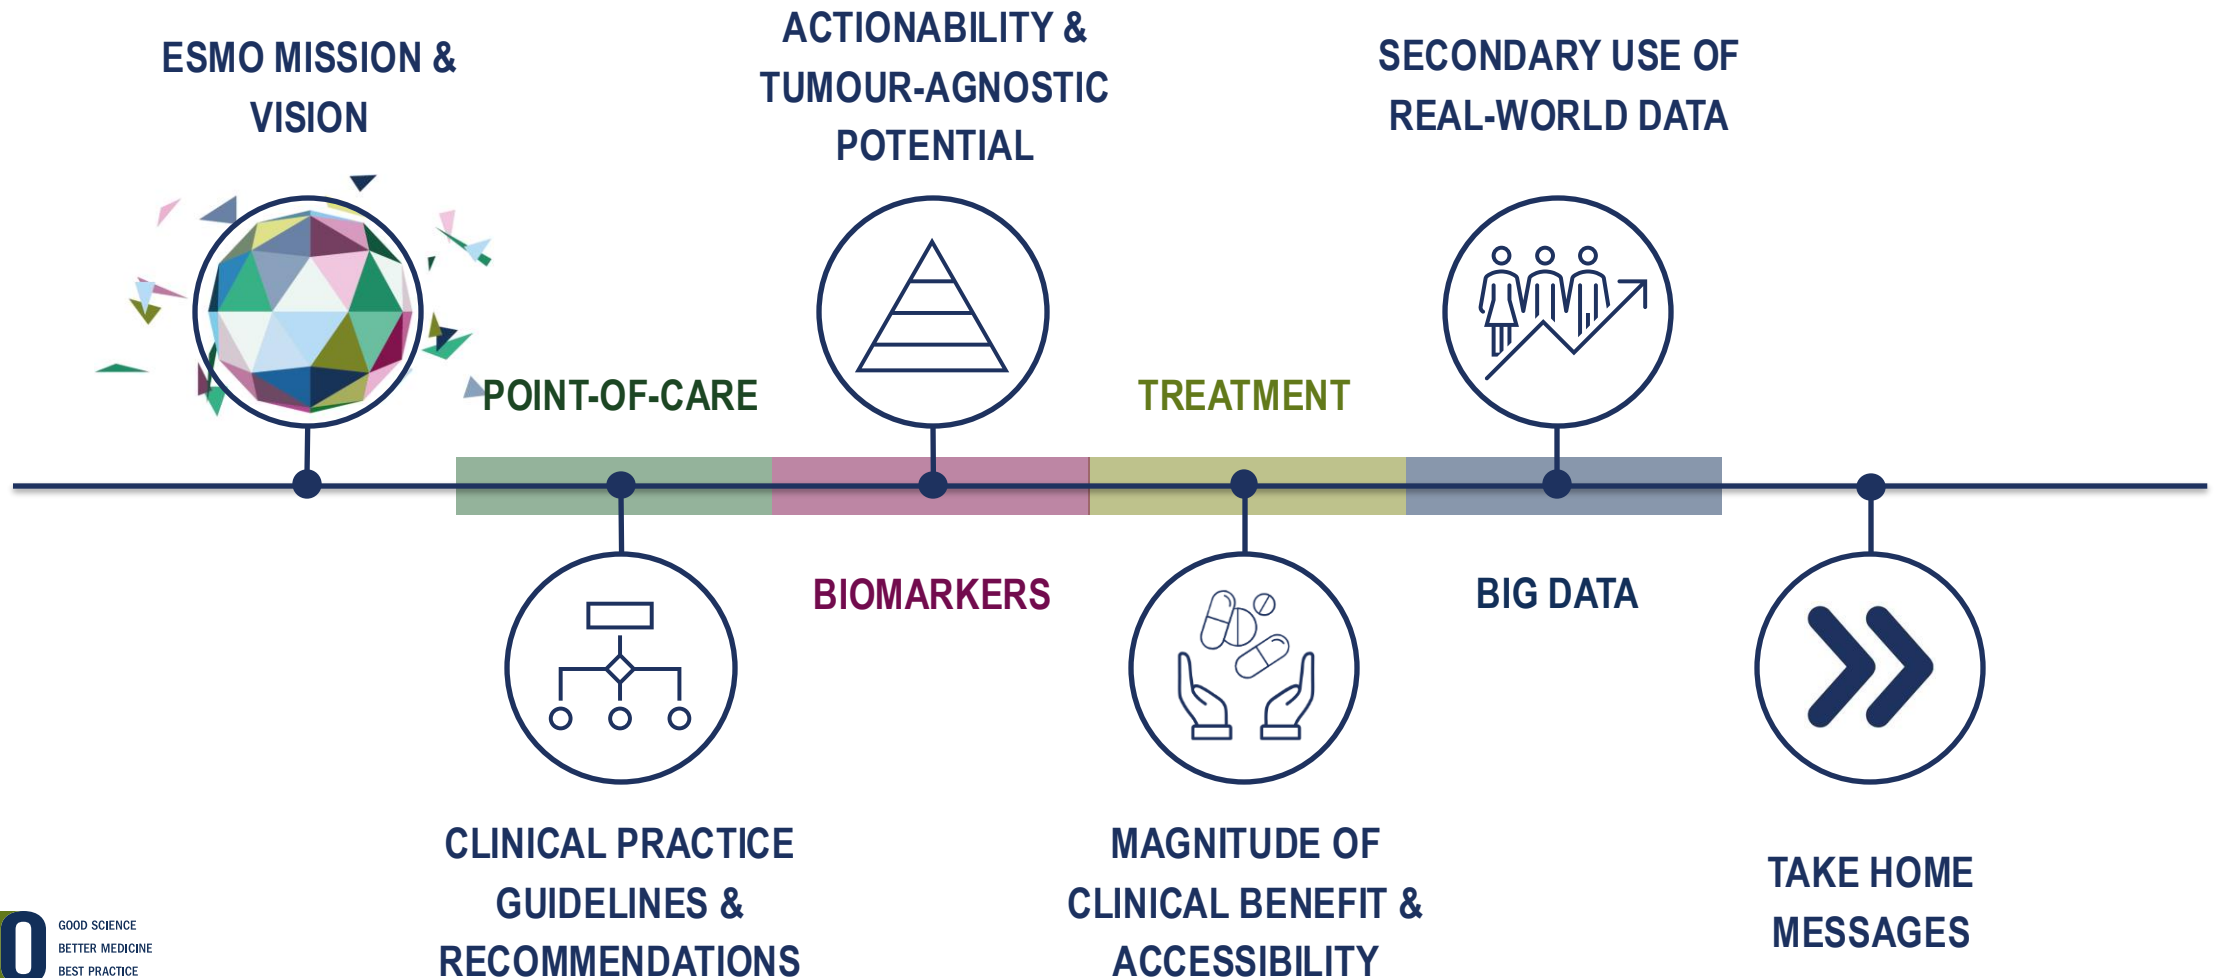 ESMO MISSION &
VISION
ACTIONABILITY &
TUMOUR-AGNOSTIC
POTENTIAL
SECONDARY USE OF
REAL-WORLD DATA
POINT-OF-CARE
TREATMENT
BIOMARKERS
BIG DATA
CLINICAL PRACTICE
GUIDELINES &
RECOMMENDATIONS
MAGNITUDE OF
CLINICAL BENEFIT &
ACCESSIBILITY
TAKE HOME
MESSAGES
O
GOOD SCIENCE
BETTER MEDICINE
BEST PRACTICE